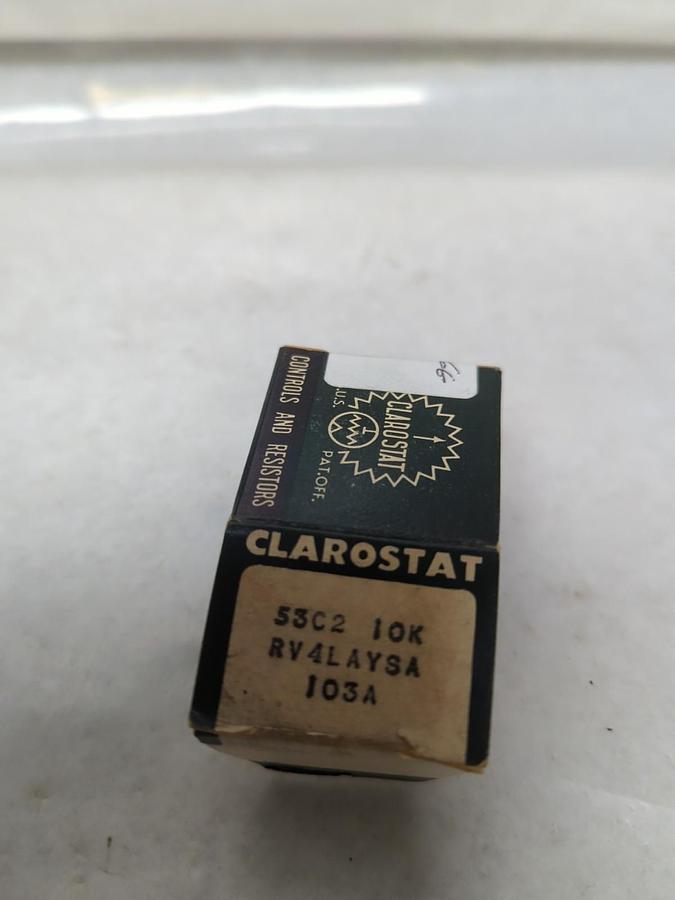 CLAROSTAT
.U.S. PAT.OFF.
CONTROLS AND RESISTORS
CLAROSTAT
53C2 10K
RV4LAYSA
103A